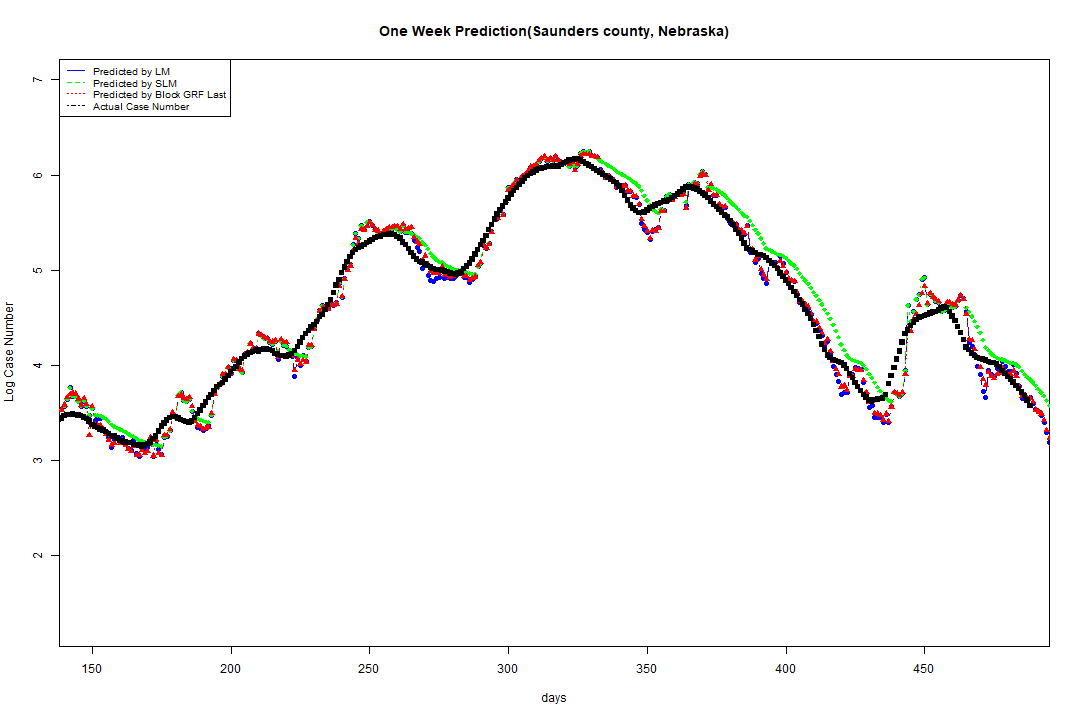 One Week Prediction(Saunders county, Nebraska)
Predicted by LM
Predicted by SLM
Predicted by Block GRF Last
Actual Case Number
7
6
5
4
3
2
Log Case Number
150 200 250 300 350 400 450
days